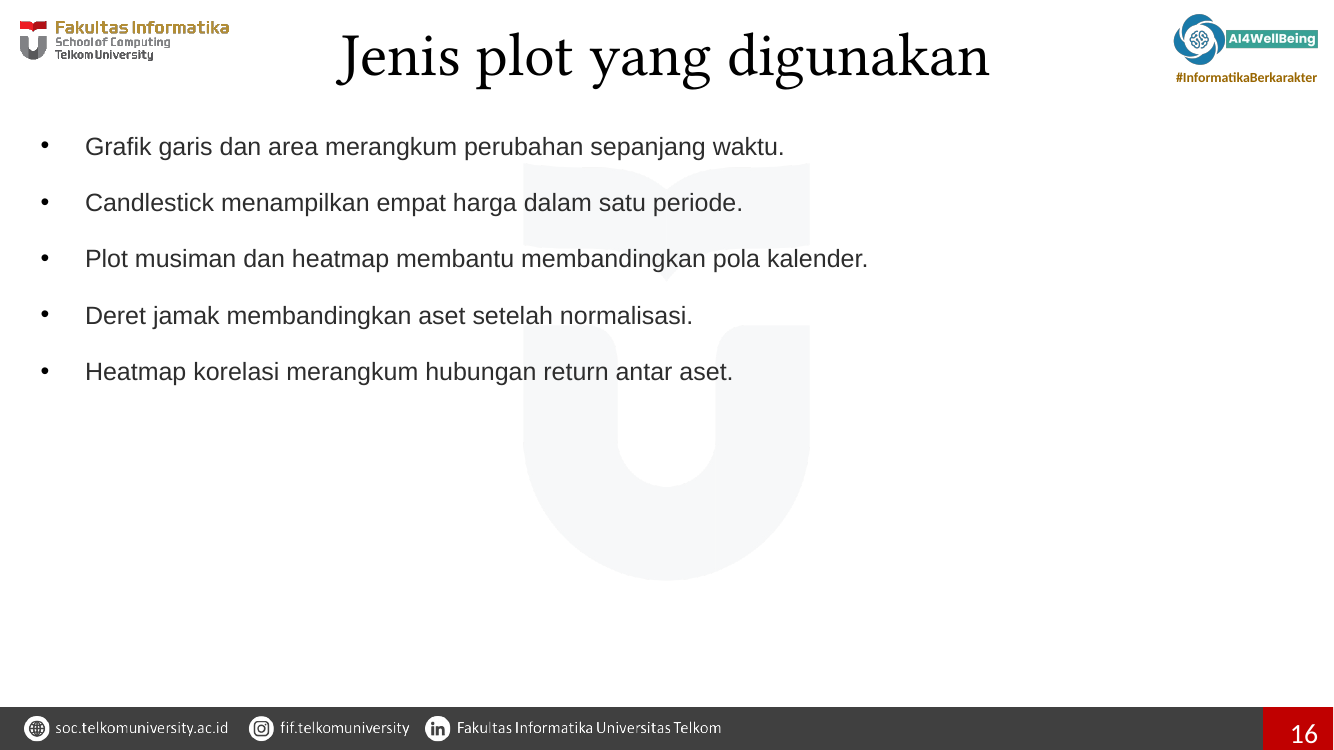 Fakultas Informatika
School of Computing
Telkom University
Jenis plot yang digunakan
AI4WellBeing
#InformatikaBerkarakter
• Grafik garis dan area merangkum perubahan sepanjang waktu.
• Candlestick menampilkan empat harga dalam satu periode.
• Plot musiman dan heatmap membantu membandingkan pola kalender.
• Deret jamak membandingkan aset setelah normalisasi.
• Heatmap korelasi merangkum hubungan return antar aset.
soc.telkomuniversity.ac.id fif.telkomuniversity Fakultas Informatika Universitas Telkom
16